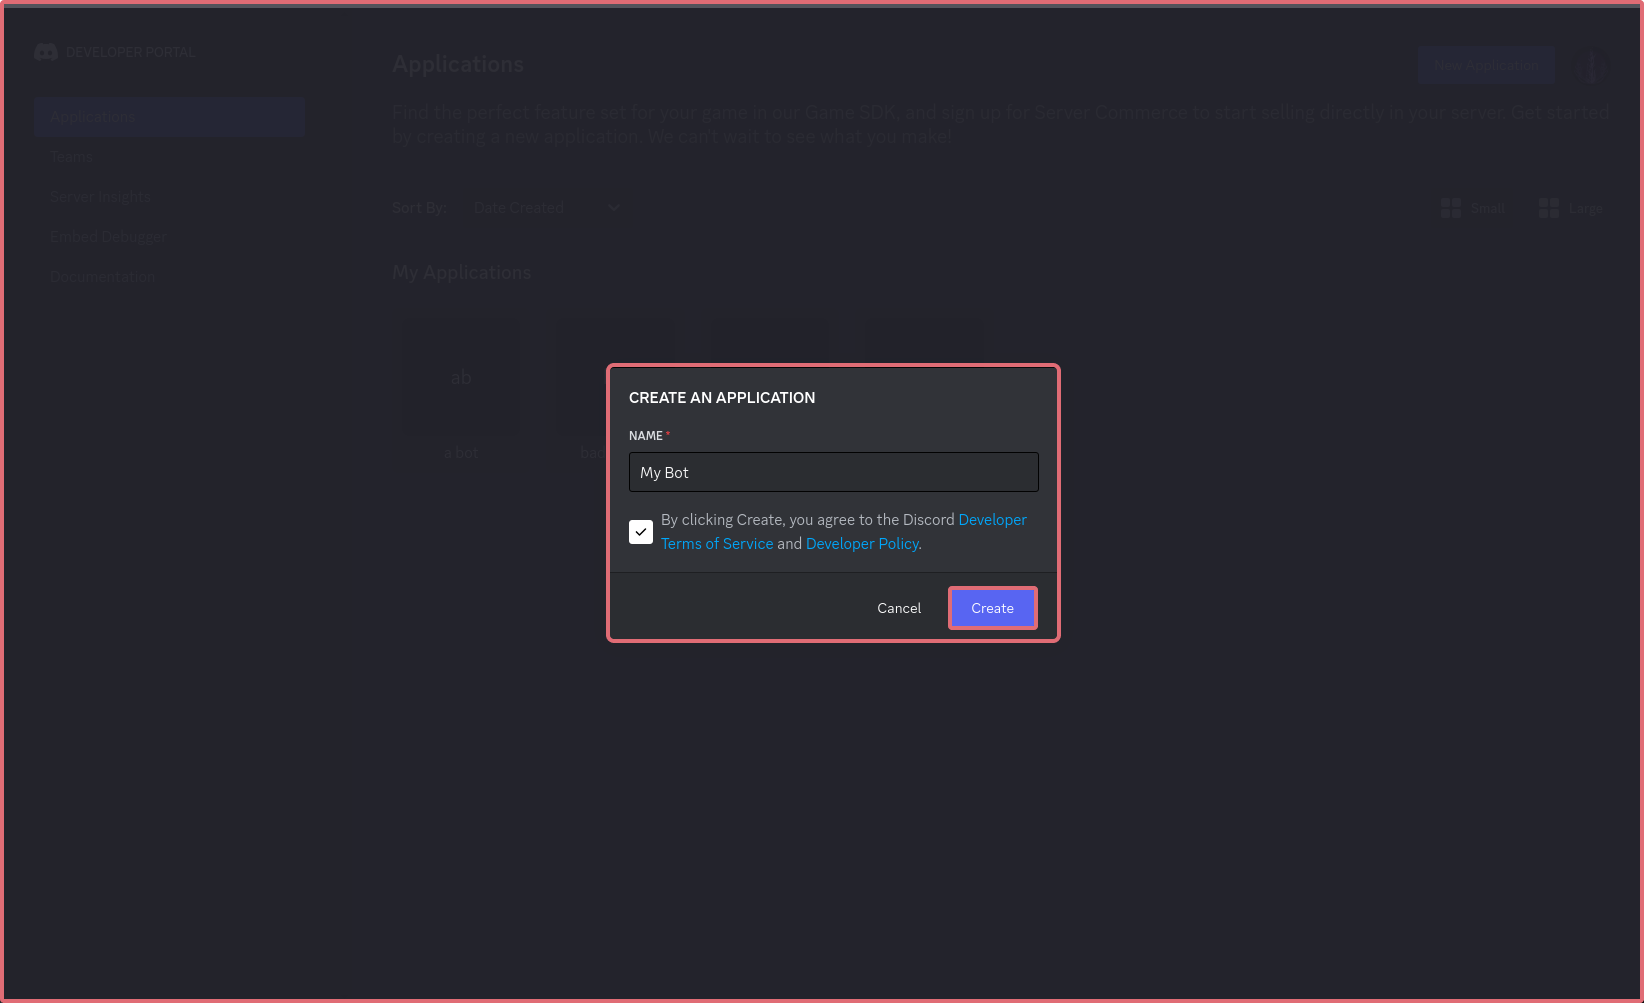 DEVELOPER PORTAL
Applications
Teams
Server Insights
Embed Debugger
Documentation
Applications
New Application
Find the perfect feature set for your game in our Game SDK, and sign up for Server Commerce to start selling directly in your server. Get started
by creating a new application. We can't wait to see what you make!
Sort By: Date Created
Small
Large
My Applications
ab
a bot
CREATE AN APPLICATION
NAME *
My Bot
By clicking Create, you agree to the Discord Developer
Terms of Service and Developer Policy.
Cancel
Create